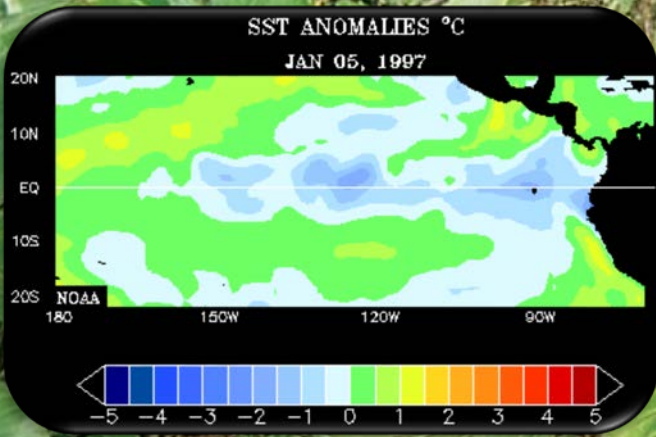 SST ANOMALIES °C
JAN 05, 1997
20N
10N
EQ
10S
20S
NOAA
180 150W 120W 90W
-5 -4 -3 -2 -1 0 1 2 3 4 5